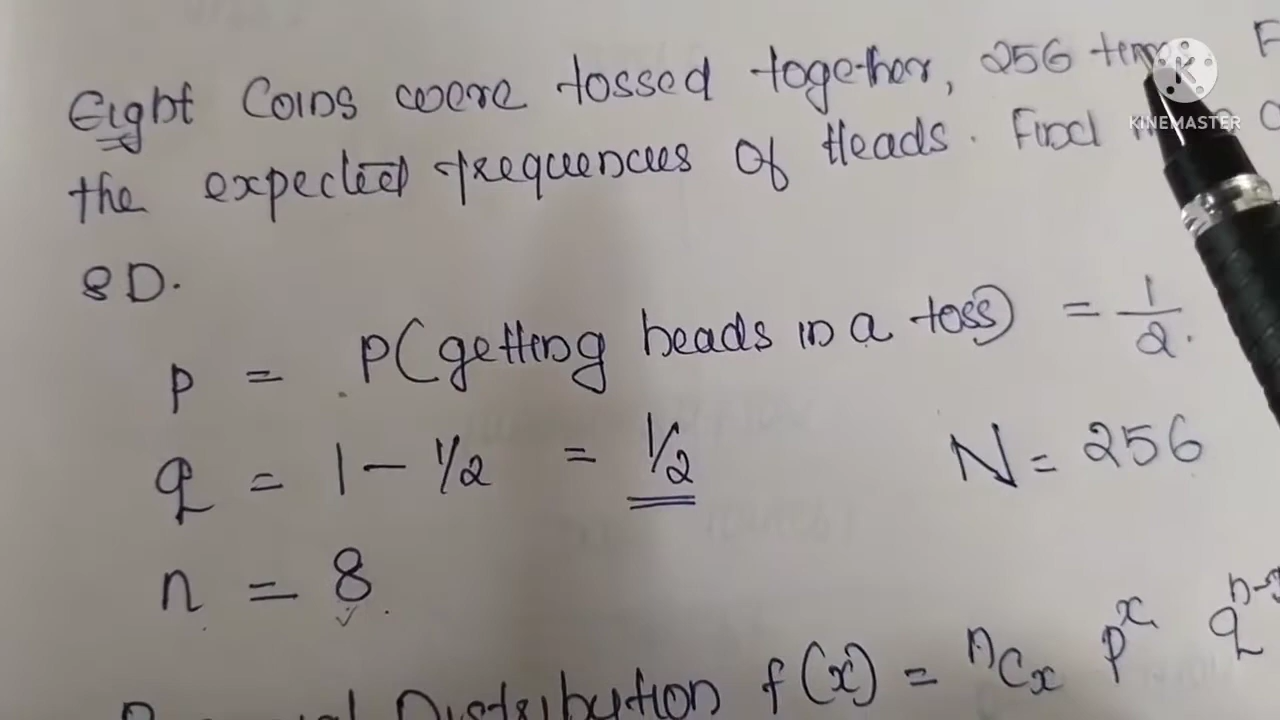 Eight Coins were tossed together, 256
the expected frequencies of Heads. Find
SD.
p = P(getting heads in a toss) = 1/2.
q = 1 - 1/2 = 1/2 N = 256
n = 8
Distribution f(x) = nCx p^x q
K
KINEMASTER